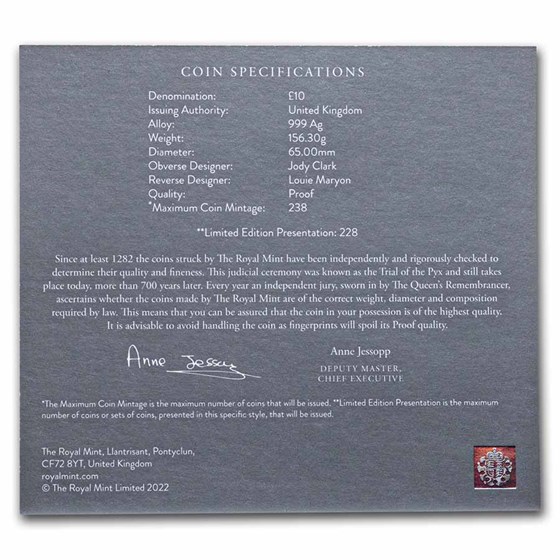 COIN SPECIFICATIONS
Denomination: £10
Issuing Authority: United Kingdom
Alloy: 999 Ag
Weight: 156.30g
Diameter: 65.00mm
Obverse Designer: Jody Clark
Reverse Designer: Louie Maryon
Quality: Proof
*Maximum Coin Mintage: 238
**Limited Edition Presentation: 228
Since at least 1282 the coins struck by The Royal Mint have been independently and rigorously checked to
determine their quality and fineness. This judicial ceremony was known as the Trial of the Pyx and still takes
place today, more than 700 years later. Every year an independent jury, sworn in by The Queen's Remembrancer,
ascertains whether the coins made by The Royal Mint are of the correct weight, diameter and composition
required by law. This means that you can be assured that the coin in your possession is of the highest quality.
It is advisable to avoid handling the coin as fingerprints will spoil its Proof quality.
Anne Jessopp
Anne Jessopp
DEPUTY MASTER,
CHIEF EXECUTIVE
*The Maximum Coin Mintage is the maximum number of coins that will be issued. **Limited Edition Presentation is the maximum
number of coins or sets of coins, presented in this specific style, that will be issued.
The Royal Mint, Llantrisant, Pontyclun,
CF72 8YT, United Kingdom
royalmint.com
© The Royal Mint Limited 2022